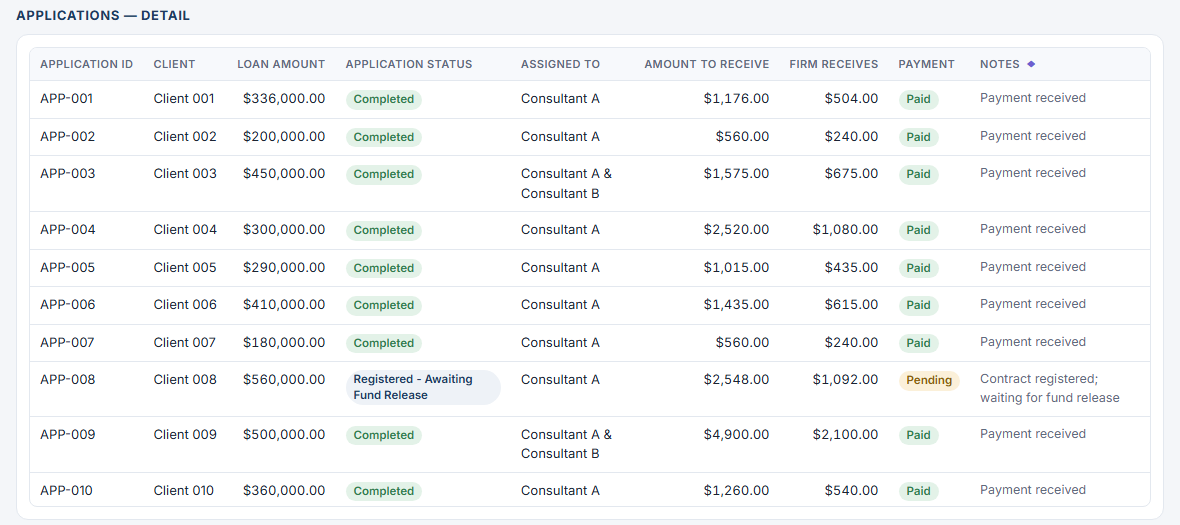 APPLICATIONS — DETAIL
APPLICATION ID CLIENT LOAN AMOUNT APPLICATION STATUS ASSIGNED TO AMOUNT TO RECEIVE FIRM RECEIVES PAYMENT NOTES
APP-001 Client 001 $336,000.00 Completed Consultant A $1,176.00 $504.00 Paid Payment received
APP-002 Client 002 $200,000.00 Completed Consultant A $560.00 $240.00 Paid Payment received
APP-003 Client 003 $450,000.00 Completed Consultant A & $1,575.00 $675.00 Paid Payment received
Consultant B
APP-004 Client 004 $300,000.00 Completed Consultant A $2,520.00 $1,080.00 Paid Payment received
APP-005 Client 005 $290,000.00 Completed Consultant A $1,015.00 $435.00 Paid Payment received
APP-006 Client 006 $410,000.00 Completed Consultant A $1,435.00 $615.00 Paid Payment received
APP-007 Client 007 $180,000.00 Completed Consultant A $560.00 $240.00 Paid Payment received
APP-008 Client 008 $560,000.00 Registered - Awaiting Consultant A $2,548.00 $1,092.00 Pending Contract registered;
Fund Release waiting for fund release
APP-009 Client 009 $500,000.00 Completed Consultant A & $4,900.00 $2,100.00 Paid Payment received
Consultant B
APP-010 Client 010 $360,000.00 Completed Consultant A $1,260.00 $540.00 Paid Payment received